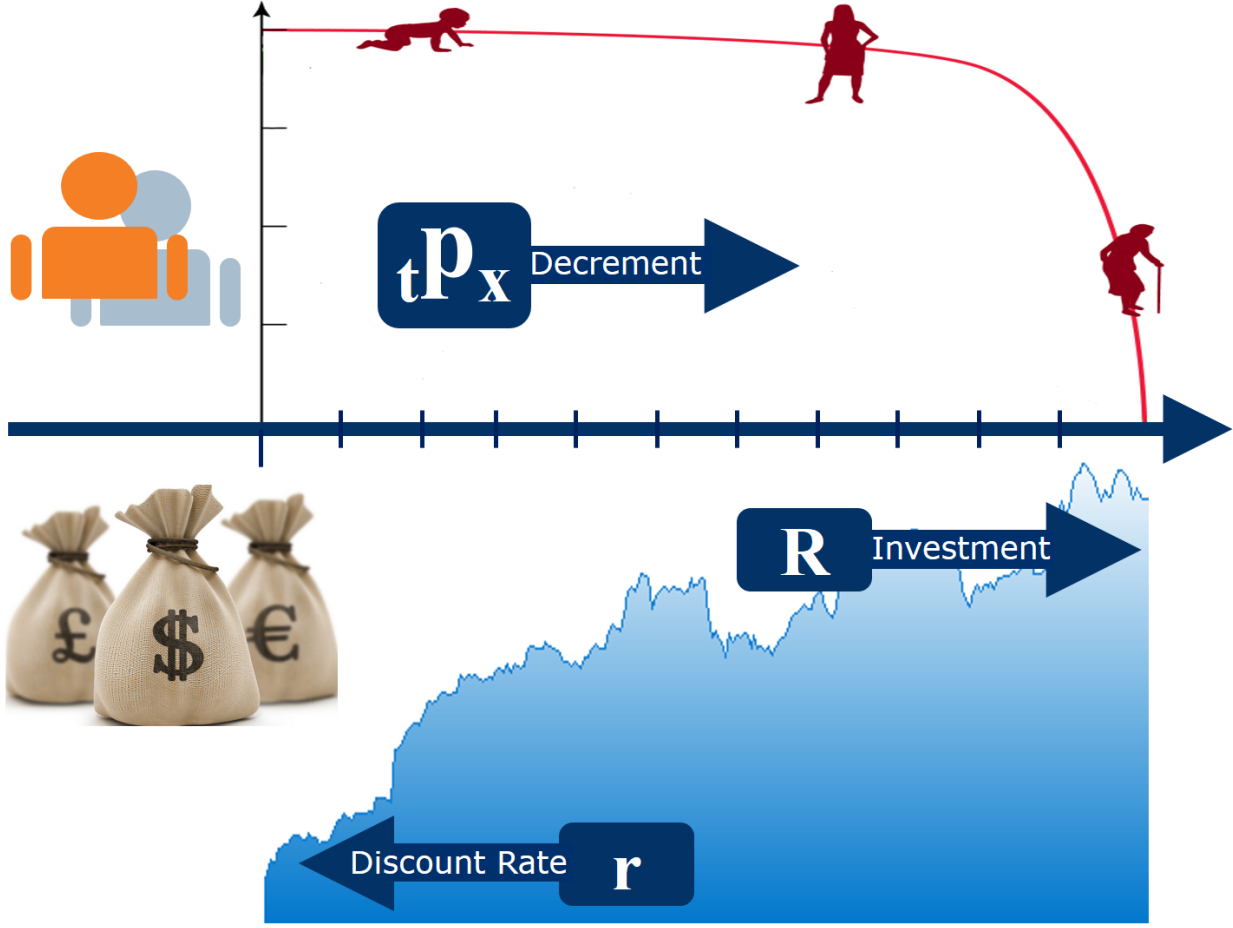 tpx Decrement
R Investment
£ $ €
Discount Rate r